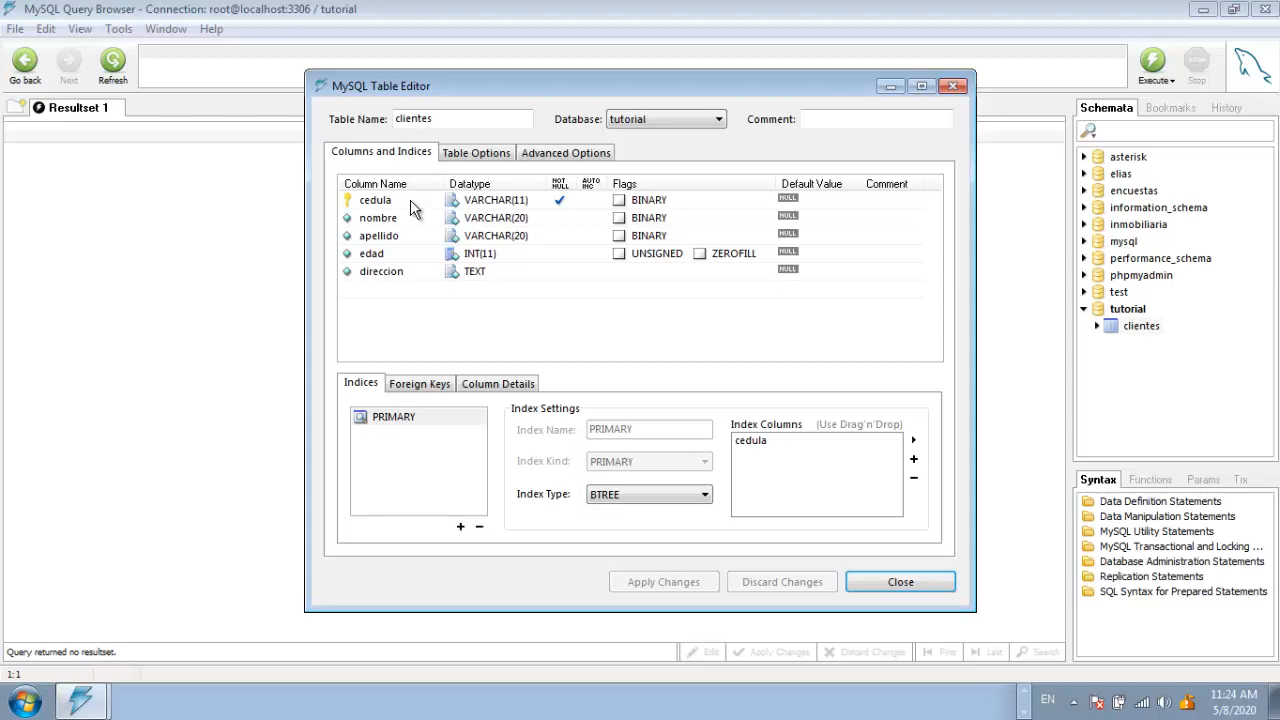 MySQL Query Browser - Connection: root@localhost:3306 / tutorial
File Edit View Tools Window Help
Go back Next Refresh Execute Stop
Resultset 1
MySQL Table Editor
Table Name: clientes Database: tutorial Comment:
Columns and Indices Table Options Advanced Options
Column Name Datatype NOT NULL AUTO INC Flags Default Value Comment
cedula VARCHAR(11) BINARY NULL
nombre VARCHAR(20) BINARY NULL
apellido VARCHAR(20) BINARY NULL
edad INT(11) UNSIGNED ZEROFILL NULL
direccion TEXT NULL
Indices Foreign Keys Column Details
PRIMARY
Index Settings
Index Name: PRIMARY
Index Kind: PRIMARY
Index Type: BTREE
Index Columns (Use Drag'n'Drop)
cedula
+ -
+
-
Apply Changes Discard Changes Close
Schemata Bookmarks History
asterisk
elias
encuestas
information_schema
inmobiliaria
mysql
performance_schema
phpmyadmin
test
tutorial
clientes
Syntax Functions Params Trx
Data Definition Statements
Data Manipulation Statements
MySQL Utility Statements
MySQL Transactional and Locking ...
Database Administration Statements
Replication Statements
SQL Syntax for Prepared Statements
Query returned no resultset.
Edit Apply Changes Discard Changes First Last Search
1:1
EN
11:24 AM
5/8/2020